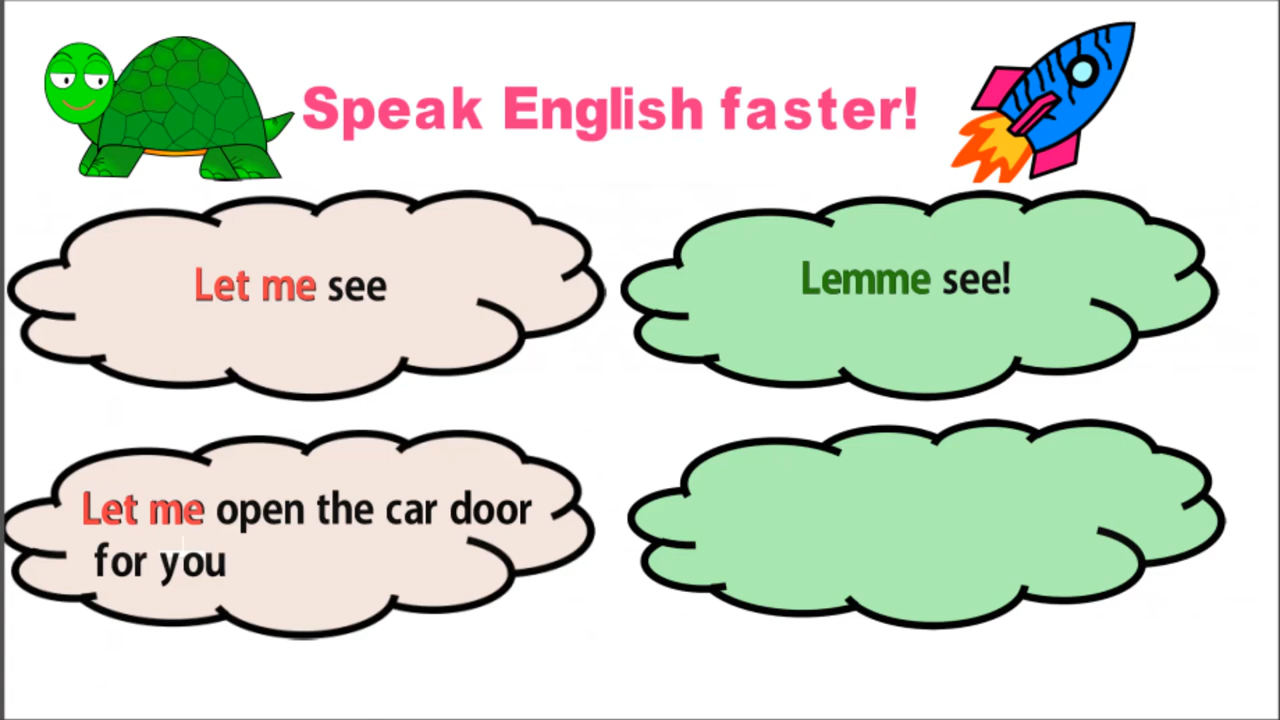 Speak English faster!
Let me see
Lemme see!
Let me open the car door
for you